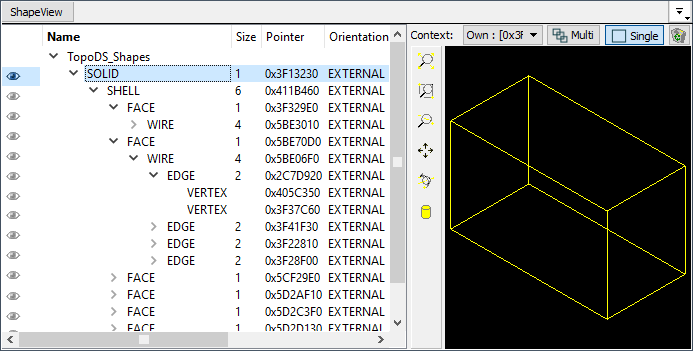 ShapeView
Name Size Pointer Orientation
Context: Own : [0x3F Multi Single
TopoDS_Shapes
SOLID 1 0x3F13230 EXTERNAL
SHELL 6 0x411B460 EXTERNAL
FACE 1 0x3F329E0 EXTERNAL
WIRE 4 0x5BE3010 EXTERNAL
FACE 1 0x5BE70D0 EXTERNAL
WIRE 4 0x5BE06F0 EXTERNAL
EDGE 2 0x2C7D920 EXTERNAL
VERTEX 0x405C350 EXTERNAL
VERTEX 0x3F37C60 EXTERNAL
EDGE 2 0x3F41F30 EXTERNAL
EDGE 2 0x3F22810 EXTERNAL
EDGE 2 0x3F28F00 EXTERNAL
FACE 1 0x5CF29E0 EXTERNAL
FACE 1 0x5D2AF10 EXTERNAL
FACE 1 0x5D2C3F0 EXTERNAL
FACE 1 0x5D2D130 EXTERNAL